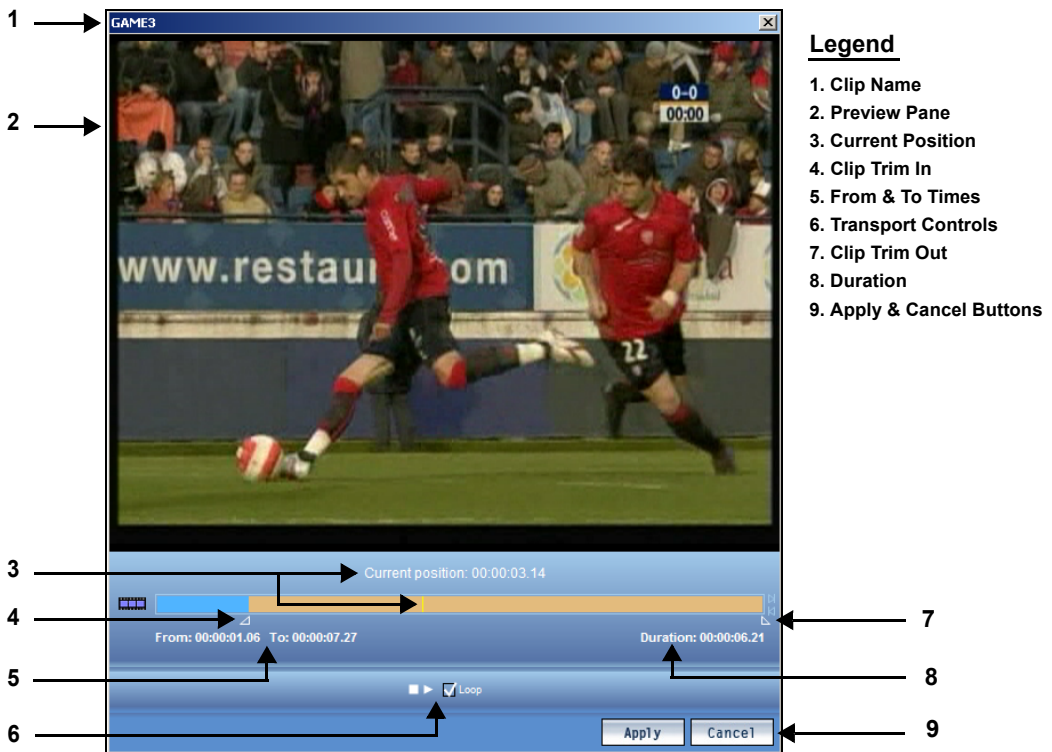 1
GAME3
2
0-0
00:00
www.restau om
22
Legend
1. Clip Name
2. Preview Pane
3. Current Position
4. Clip Trim In
5. From & To Times
6. Transport Controls
7. Clip Trim Out
8. Duration
9. Apply & Cancel Buttons
3
Current position: 00:00:03.14
4
7
From: 00:00:01.06 To: 00:00:07.27
Duration: 00:00:06.21
5
8
Loop
6
Apply
Cancel
9